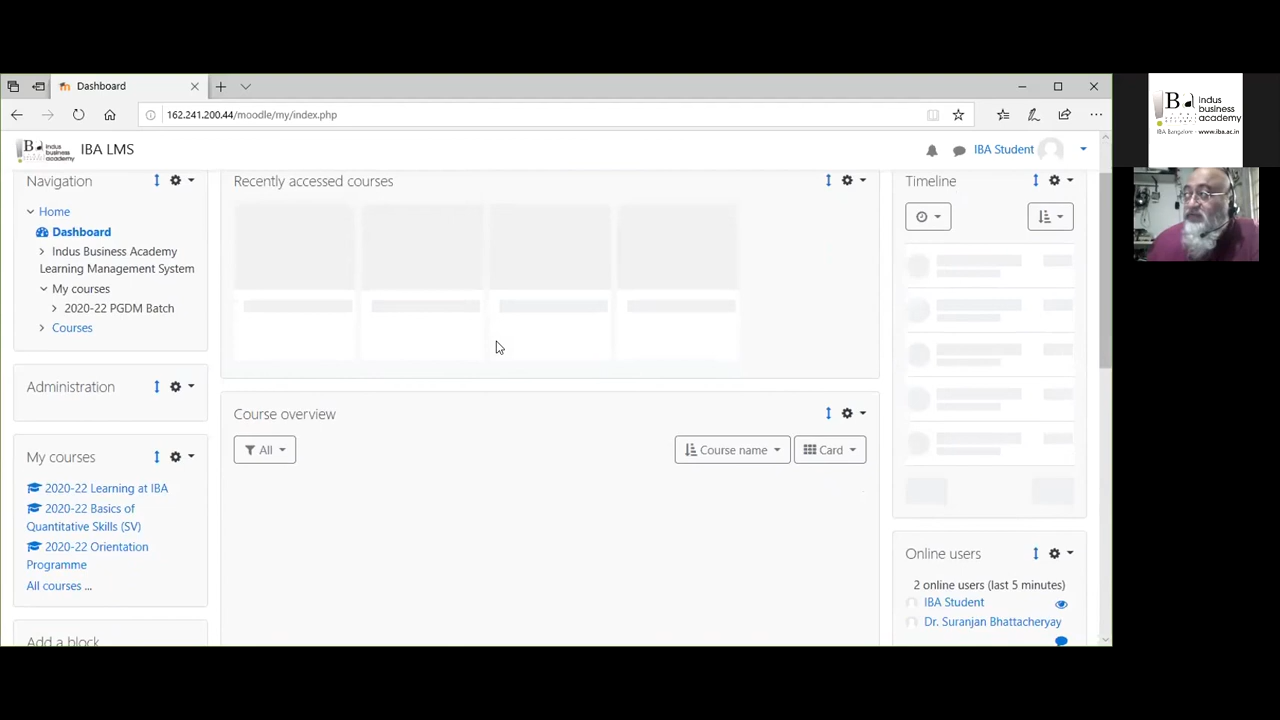 Dashboard
162.241.200.44/moodle/my/index.php
indus
business
academy
IBA LMS
IBA Student
Navigation
Home
Dashboard
Indus Business Academy
Learning Management System
My courses
2020-22 PGDM Batch
Courses
Administration
My courses
2020-22 Learning at IBA
2020-22 Basics of
Quantitative Skills (SV)
2020-22 Orientation
Programme
All courses ...
Add a block
Recently accessed courses
Course overview
All
Course name
Card
Timeline
Online users
2 online users (last 5 minutes)
IBA Student
Dr. Suranjan Bhattacheryay
indus
business
academy
IBA Bangalore - www.iba.ac.in